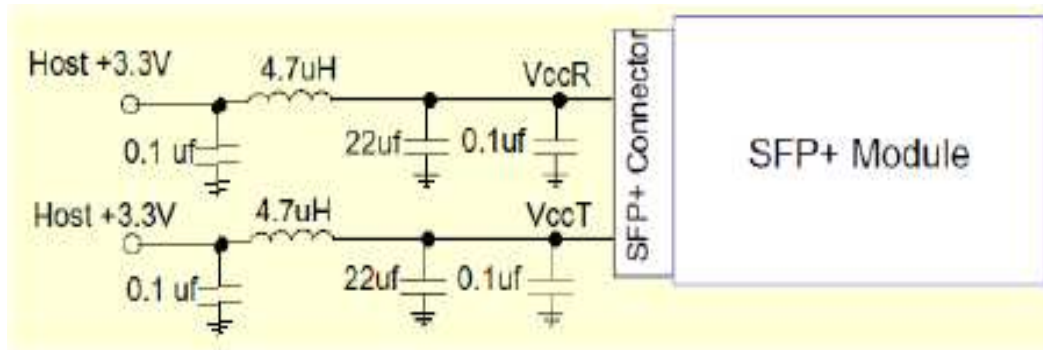 Host +3.3V
4.7uH
VccR
0.1 uf
22uf
0.1uf
Host +3.3V
4.7uH
VccT
0.1 uf
22uf
0.1uf
SFP+ Connector
SFP+ Module